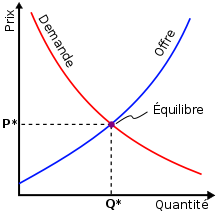 Prix
Demande
Offre
Équilibre
P*
Q*
Quantité